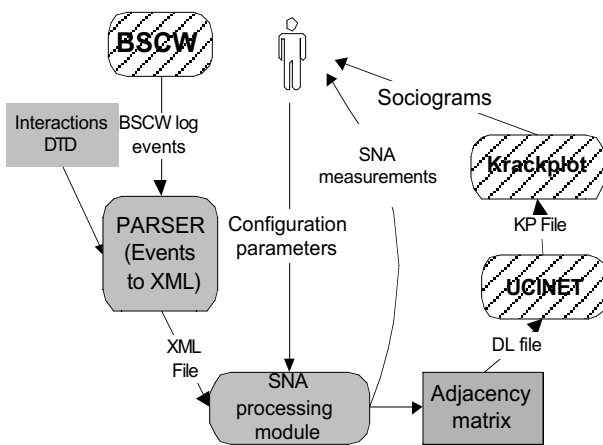 BSCW
Interactions
DTD
BSCW log
events
Sociograms
SNA
measurements
Krackplot
PARSER
(Events
to XML)
Configuration
parameters
KP File
UCINET
XML
File
DL file
SNA
processing
module
Adjacency
matrix